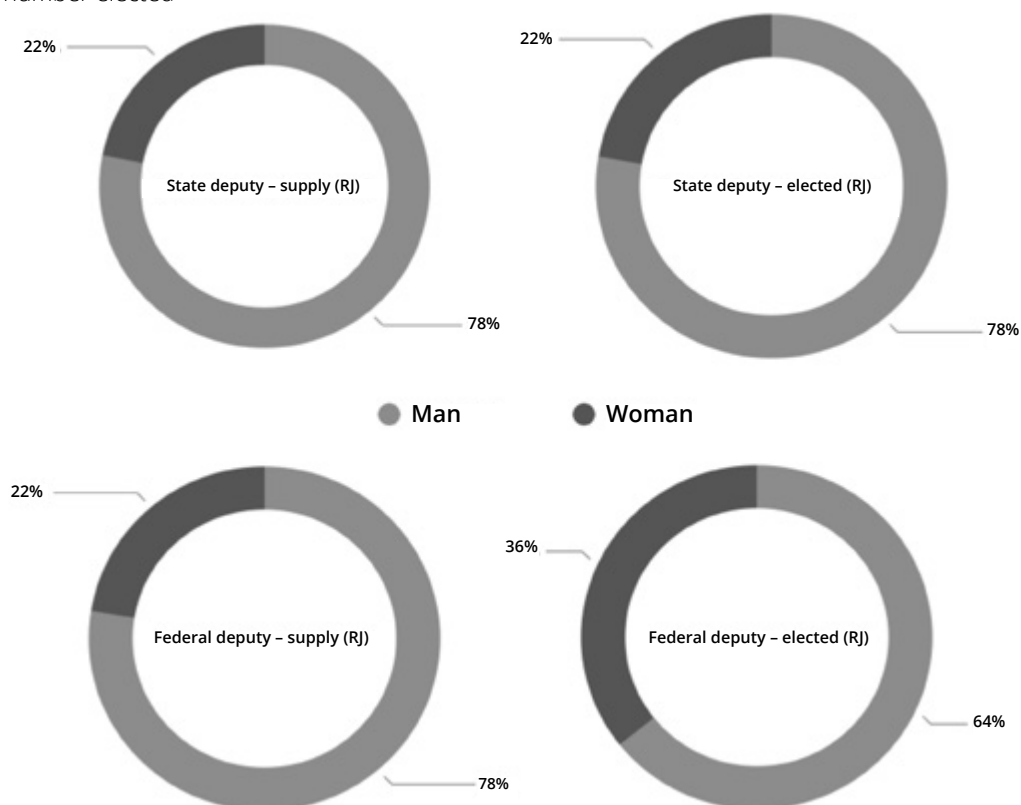 22%
22%
State deputy – supply (RJ)
State deputy – elected (RJ)
78%
78%
Man
Woman
22%
36%
Federal deputy – supply (RJ)
Federal deputy – elected (RJ)
64%
78%